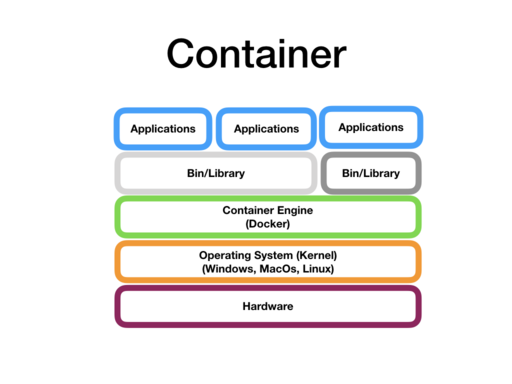 Container
Applications
Applications
Applications
Bin/Library
Bin/Library
Container Engine
(Docker)
Operating System (Kernel)
(Windows, MacOs, Linux)
Hardware